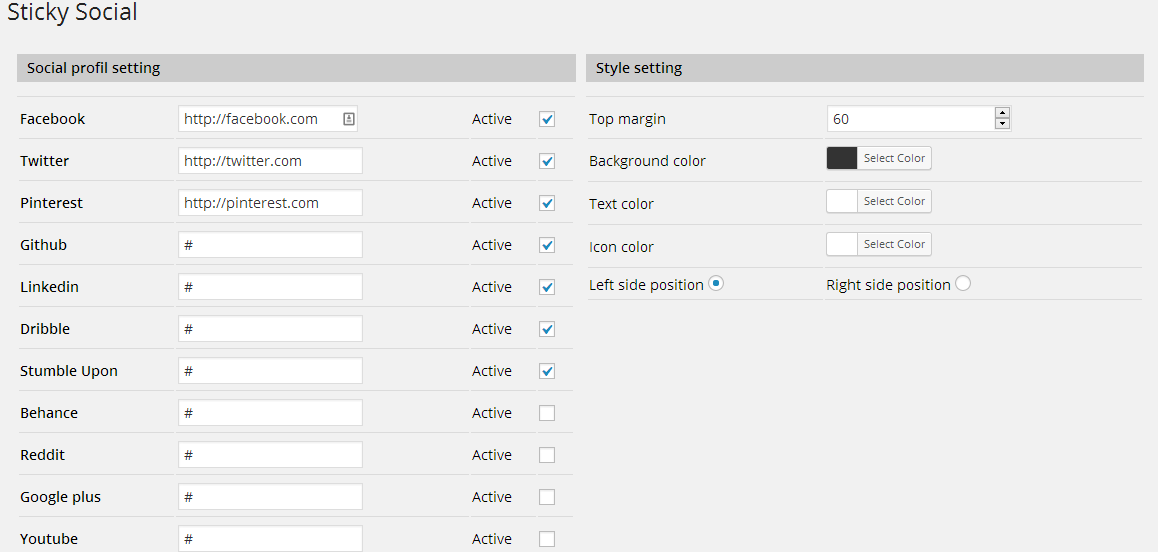 Sticky Social
Social profil setting
Facebook http://facebook.com Active
Twitter http://twitter.com Active
Pinterest http://pinterest.com Active
Github # Active
Linkedin # Active
Dribble # Active
Stumble Upon # Active
Behance # Active
Reddit # Active
Google plus # Active
Youtube # Active
Style setting
Top margin 60
Background color Select Color
Text color Select Color
Icon color Select Color
Left side position Right side position